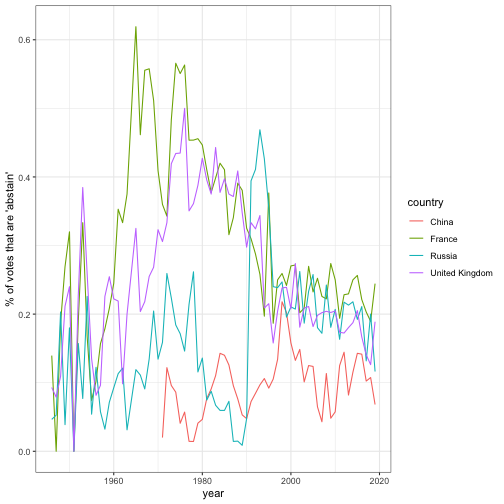 0.6
0.4
0.2
0.0
% of votes that are 'abstain'
1960
1980
2000
2020
year
country
China
France
Russia
United Kingdom